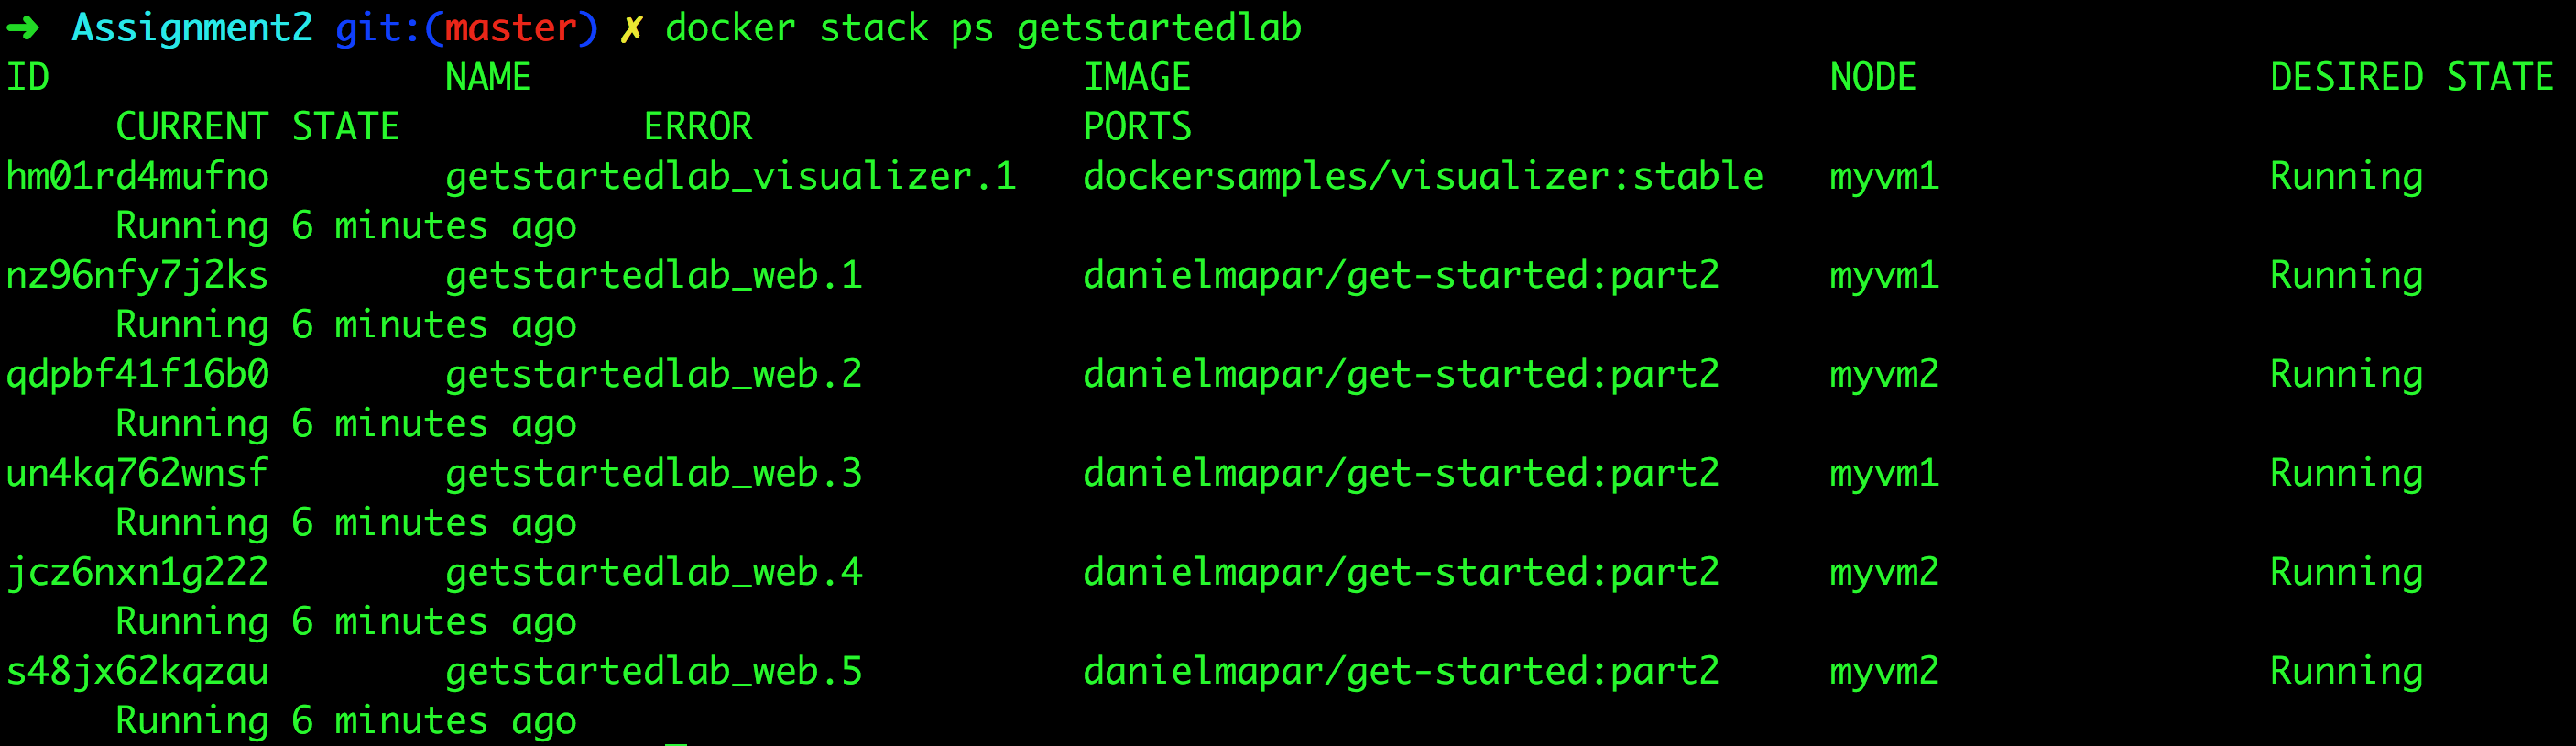 ➜ Assignment2 git:(master) ✗ docker stack ps getstartedlab
ID NAME IMAGE NODE DESIRED STATE
CURRENT STATE ERROR PORTS
hm01rd4mufno getstartedlab_visualizer.1 dockersamples/visualizer:stable myvm1 Running
Running 6 minutes ago
nz96nfy7j2ks getstartedlab_web.1 danielmapar/get-started:part2 myvm1 Running
Running 6 minutes ago
qdpbf41f16b0 getstartedlab_web.2 danielmapar/get-started:part2 myvm2 Running
Running 6 minutes ago
un4kq762wnsf getstartedlab_web.3 danielmapar/get-started:part2 myvm1 Running
Running 6 minutes ago
jcz6nxn1g222 getstartedlab_web.4 danielmapar/get-started:part2 myvm2 Running
Running 6 minutes ago
s48jx62kqzau getstartedlab_web.5 danielmapar/get-started:part2 myvm2 Running
Running 6 minutes ago